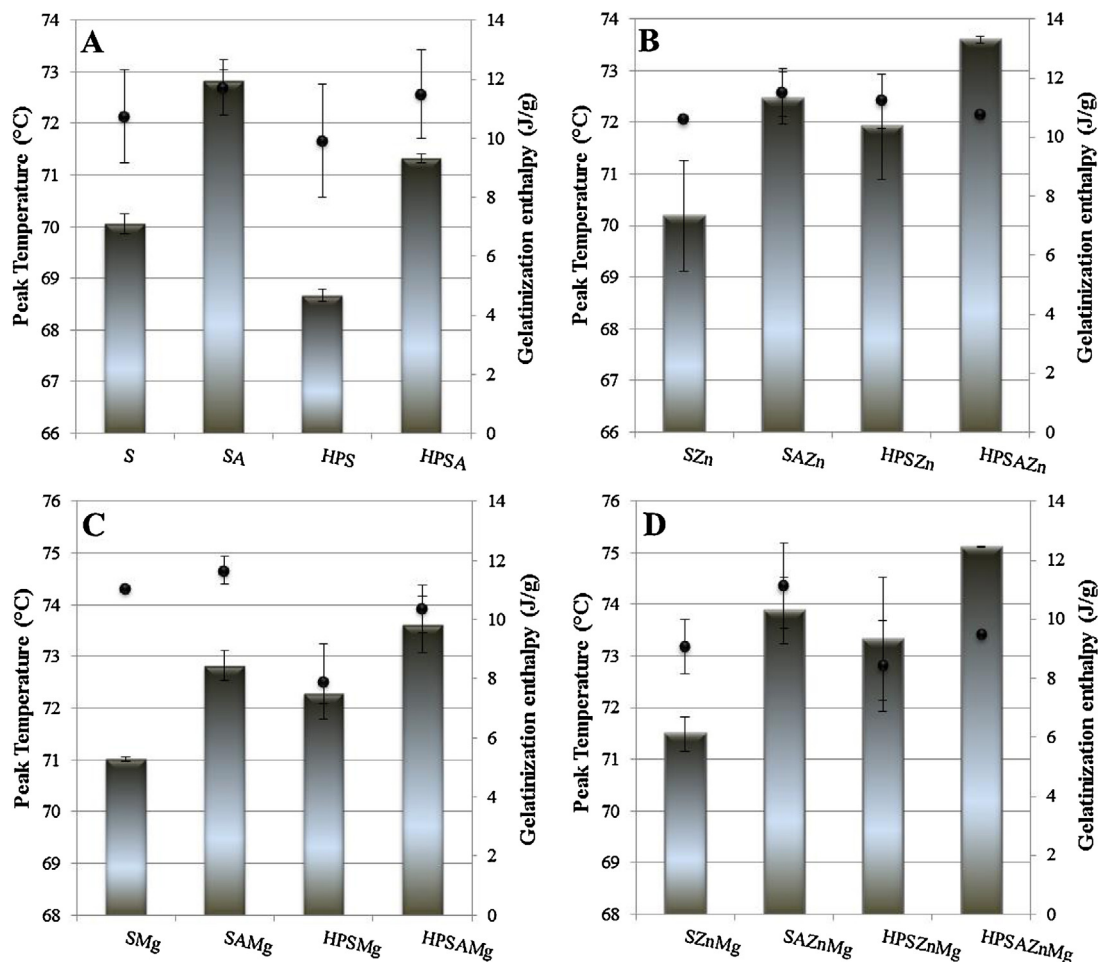 A
Peak Temperature (°C)
74
73
72
71
70
69
68
67
66
14
12
10
8
6
4
2
0
Gelatinization enthalpy (J/g)
S
SA
HPS
HPSA
B
Peak Temperature (°C)
74
73
72
71
70
69
68
67
66
14
12
10
8
6
4
2
0
Gelatinization enthalpy (J/g)
SZn
SAZn
HPSZn
HPSAZn
C
Peak Temperature (°C)
76
75
74
73
72
71
70
69
68
14
12
10
8
6
4
2
0
Gelatinization enthalpy (J/g)
SMg
SAMg
HPSMg
HPSAMg
D
Peak Temperature (°C)
76
75
74
73
72
71
70
69
68
14
12
10
8
6
4
2
0
Gelatinization enthalpy (J/g)
SZnMg
SAZnMg
HPSZnMg
HPSAZnMg